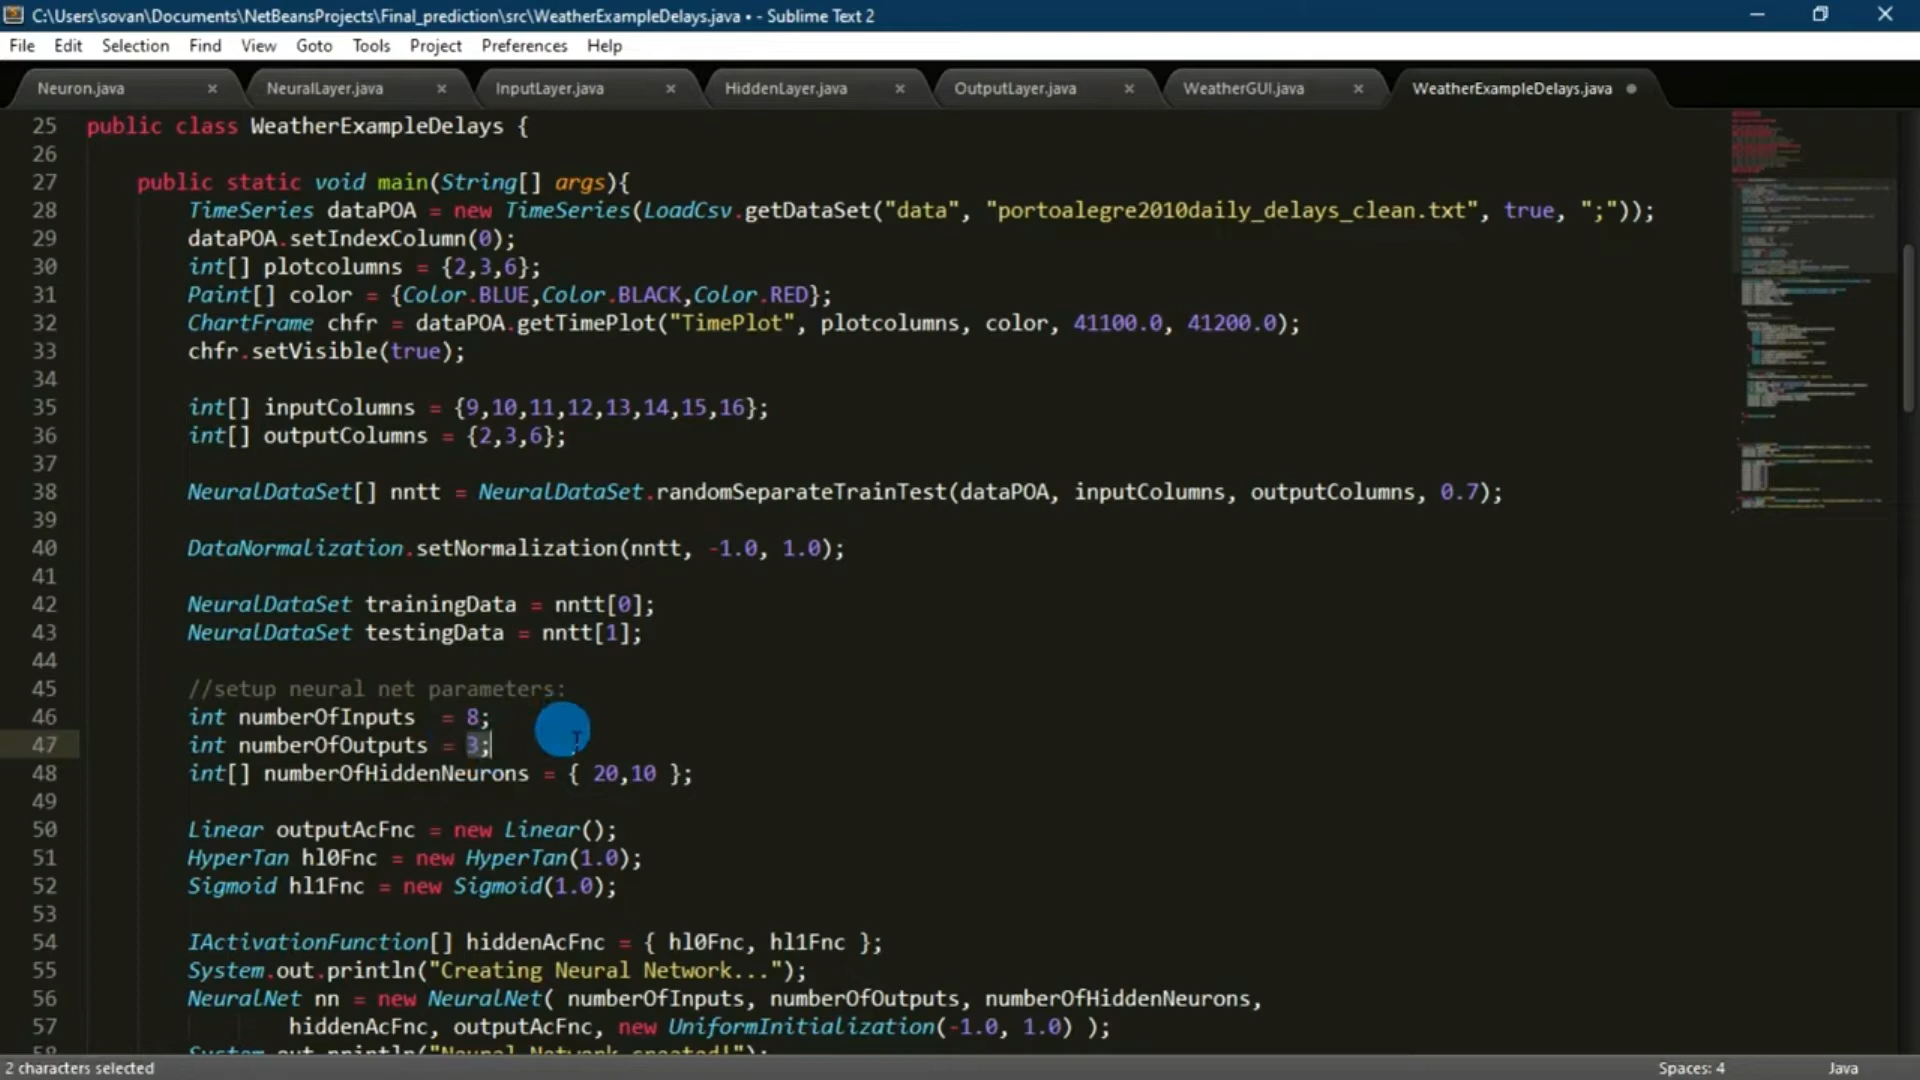 C:\Users\sovan\Documents\NetBeansProjects\Final_prediction\src\WeatherExampleDelays.java • - Sublime Text 2
File Edit Selection Find View Goto Tools Project Preferences Help
Neuron.java × NeuralLayer.java × InputLayer.java × HiddenLayer.java × OutputLayer.java × WeatherGUI.java × WeatherExampleDelays.java
25 public class WeatherExampleDelays {
26
27 public static void main(String[] args){
28 TimeSeries dataPOA = new TimeSeries(LoadCsv.getDataSet("data", "portoalegre2010daily_delays_clean.txt", true, ";"));
29 dataPOA.setIndexColumn(0);
30 int[] plotcolumns = {2,3,6};
31 Paint[] color = {Color.BLUE,Color.BLACK,Color.RED};
32 ChartFrame chfr = dataPOA.getTimePlot("TimePlot", plotcolumns, color, 41100.0, 41200.0);
33 chfr.setVisible(true);
34
35 int[] inputColumns = {9,10,11,12,13,14,15,16};
36 int[] outputColumns = {2,3,6};
37
38 NeuralDataSet[] nntt = NeuralDataSet.randomSeparateTrainTest(dataPOA, inputColumns, outputColumns, 0.7);
39
40 DataNormalization.setNormalization(nntt, -1.0, 1.0);
41
42 NeuralDataSet trainingData = nntt[0];
43 NeuralDataSet testingData = nntt[1];
44
45 //setup neural net parameters:
46 int numberOfInputs = 8;
47 int numberOfOutputs = 3;
48 int[] numberOfHiddenNeurons = { 20,10 };
49
50 Linear outputAcFnc = new Linear();
51 HyperTan hl0Fnc = new HyperTan(1.0);
52 Sigmoid hl1Fnc = new Sigmoid(1.0);
53
54 IActivationFunction[] hiddenAcFnc = { hl0Fnc, hl1Fnc };
55 System.out.println("Creating Neural Network...");
56 NeuralNet nn = new NeuralNet( numberOfInputs, numberOfOutputs, numberOfHiddenNeurons,
57 hiddenAcFnc, outputAcFnc, new UniformInitialization(-1.0, 1.0) );
58 System.out.println("Neural Network created!");
2 characters selected Spaces: 4 Java